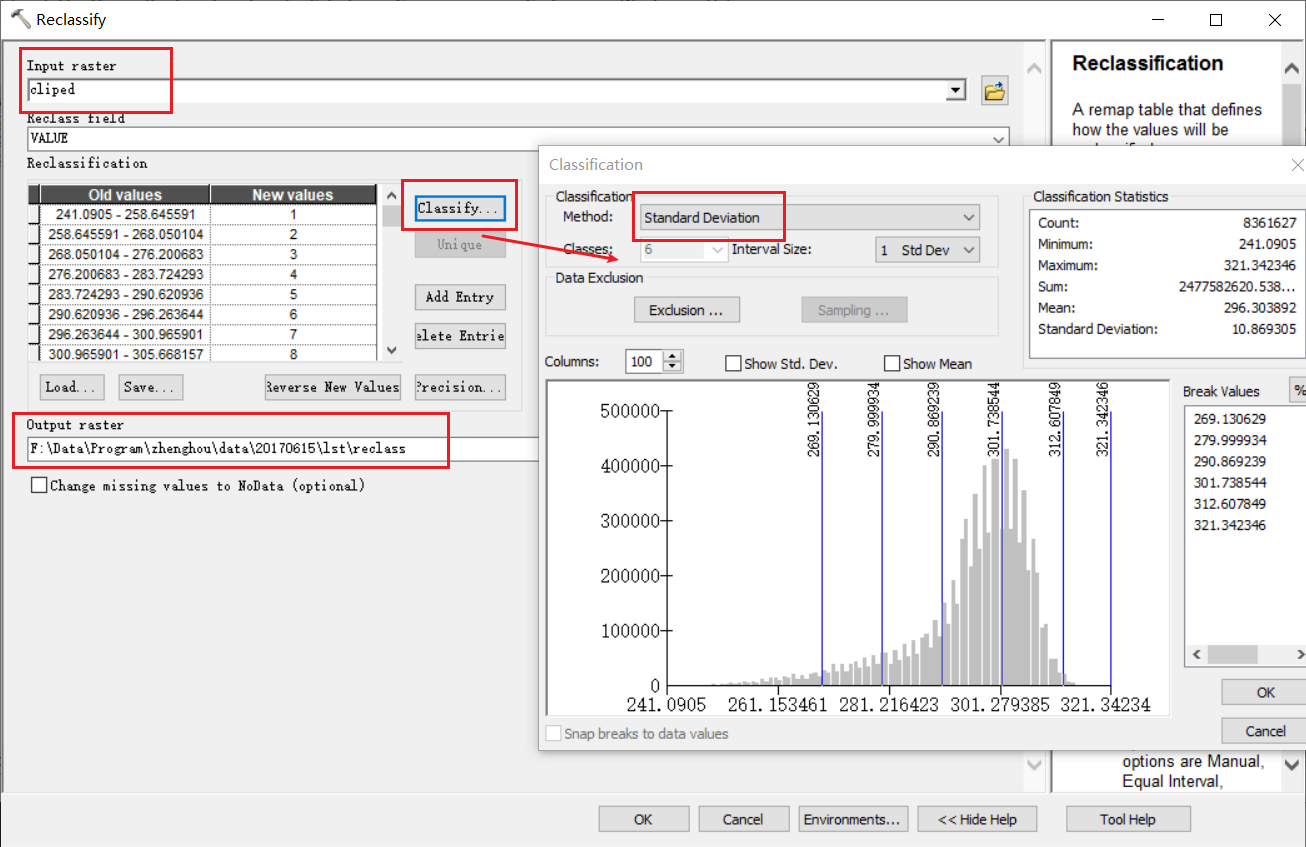 Reclassify
Input raster
cliped
Reclass field
VALUE
Reclassification
Old values New values
241.0905 - 258.645591 1
258.645591 - 268.050104 2
268.050104 - 276.200683 3
276.200683 - 283.724293 4
283.724293 - 290.620936 5
290.620936 - 296.263644 6
296.263644 - 300.965901 7
300.965901 - 305.668157 8
Classify...
Unique
Add Entry
elete Entrie
Load... Save... Reverse New Values Precision...
Output raster
F:\Data\Program\zhenghou\data\20170615\lst\reclass
Change missing values to NoData (optional)
Reclassification
A remap table that defines
how the values will be
Classification
Classification
Method: Standard Deviation
Classes: 6 Interval Size: 1 Std Dev
Data Exclusion
Exclusion ... Sampling ...
Columns: 100 Show Std. Dev. Show Mean
Classification Statistics
Count: 8361627
Minimum: 241.0905
Maximum: 321.342346
Sum: 2477582620.538...
Mean: 296.303892
Standard Deviation: 10.869305
269.130629
279.999934
290.869239
301.738544
312.607849
321.342346
500000
400000
300000
200000
100000
0
241.0905 261.153461 281.216423 301.279385 321.34234
Break Values %
269.130629
279.999934
290.869239
301.738544
312.607849
321.342346
OK
Cancel
Snap breaks to data values
options are Manual,
Equal Interval,
OK Cancel Environments... << Hide Help Tool Help